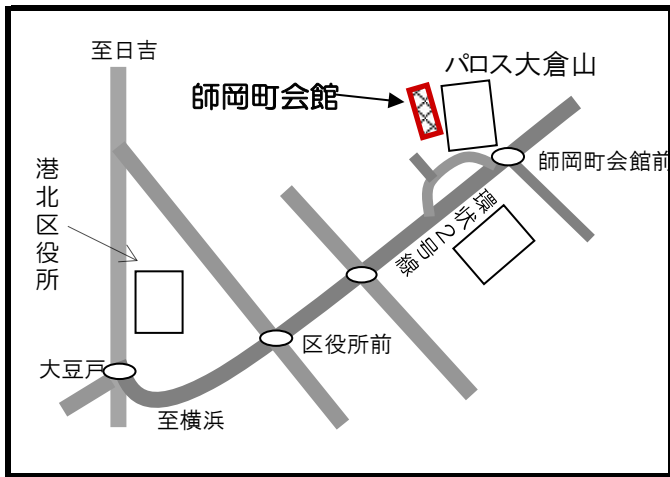 至日吉
パロス大倉山
師岡町会館
師岡町会館前
港北区役所
環状2号線
区役所前
大豆戸
至横浜